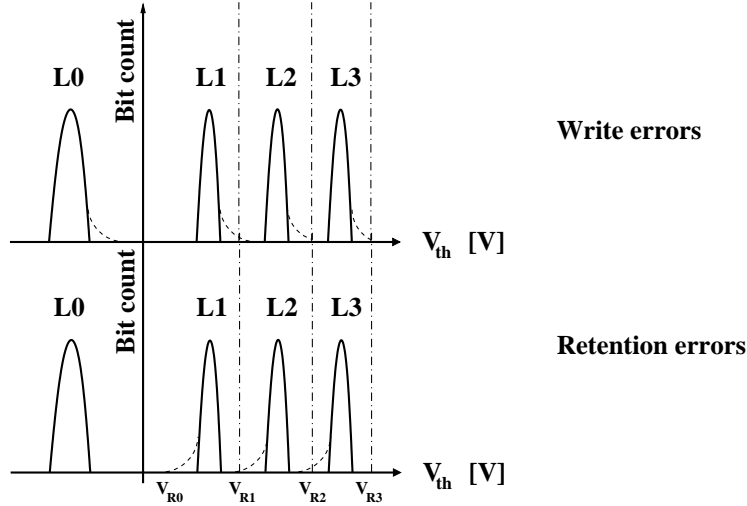 Bit count
L0
L1
L2
L3
Write errors
V_th [V]
Bit count
L0
L1
L2
L3
Retention errors
V_th [V]
V_R0
V_R1
V_R2
V_R3